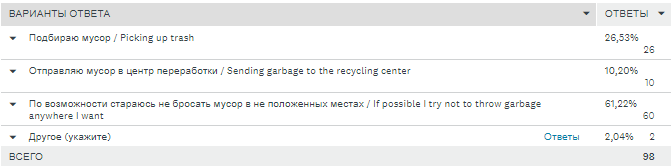 ВАРИАНТЫ ОТВЕТА ОТВЕТЫ
Подбираю мусор / Picking up trash 26,53%
26
Отправляю мусор в центр переработки / Sending garbage to the recycling center 10,20%
10
По возможности стараюсь не бросать мусор в не положенных местах / If possible I try not to throw garbage 61,22%
anywhere I want 60
Другое (укажите) Ответы 2,04% 2
ВСЕГО 98